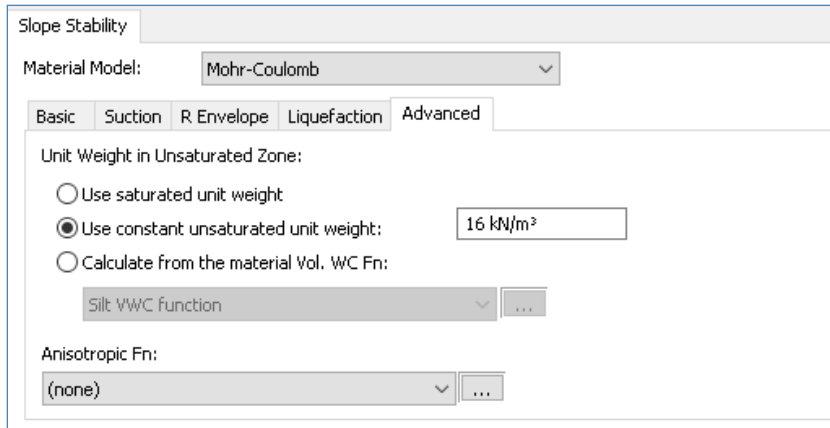 Slope Stability
Material Model: Mohr-Coulomb
Basic Suction R Envelope Liquefaction Advanced
Unit Weight in Unsaturated Zone:
Use saturated unit weight
Use constant unsaturated unit weight: 16 kN/m³
Calculate from the material Vol. WC Fn:
Silt VWC function ...
Anisotropic Fn:
(none) ...